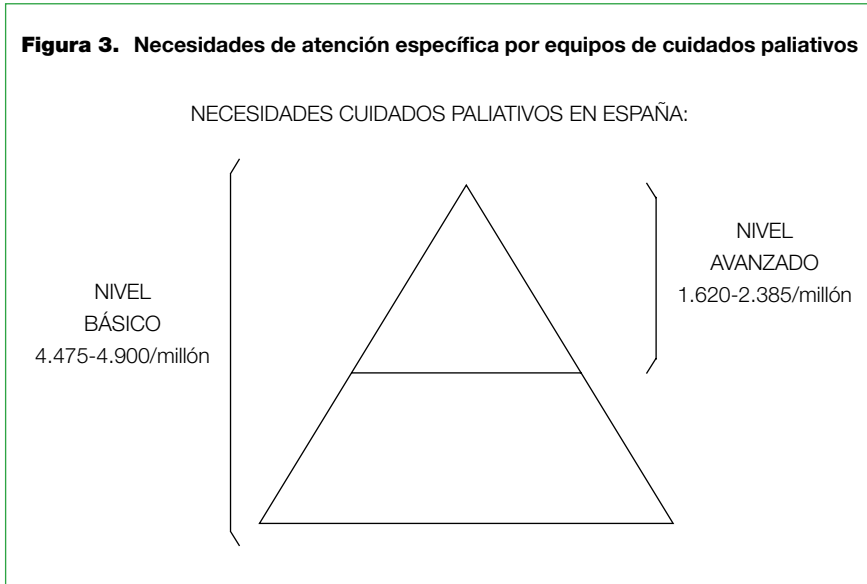 Figura 3. Necesidades de atención específica por equipos de cuidados paliativos
NECESIDADES CUIDADOS PALIATIVOS EN ESPAÑA:
NIVEL
BÁSICO
4.475-4.900/millón
NIVEL
AVANZADO
1.620-2.385/millón